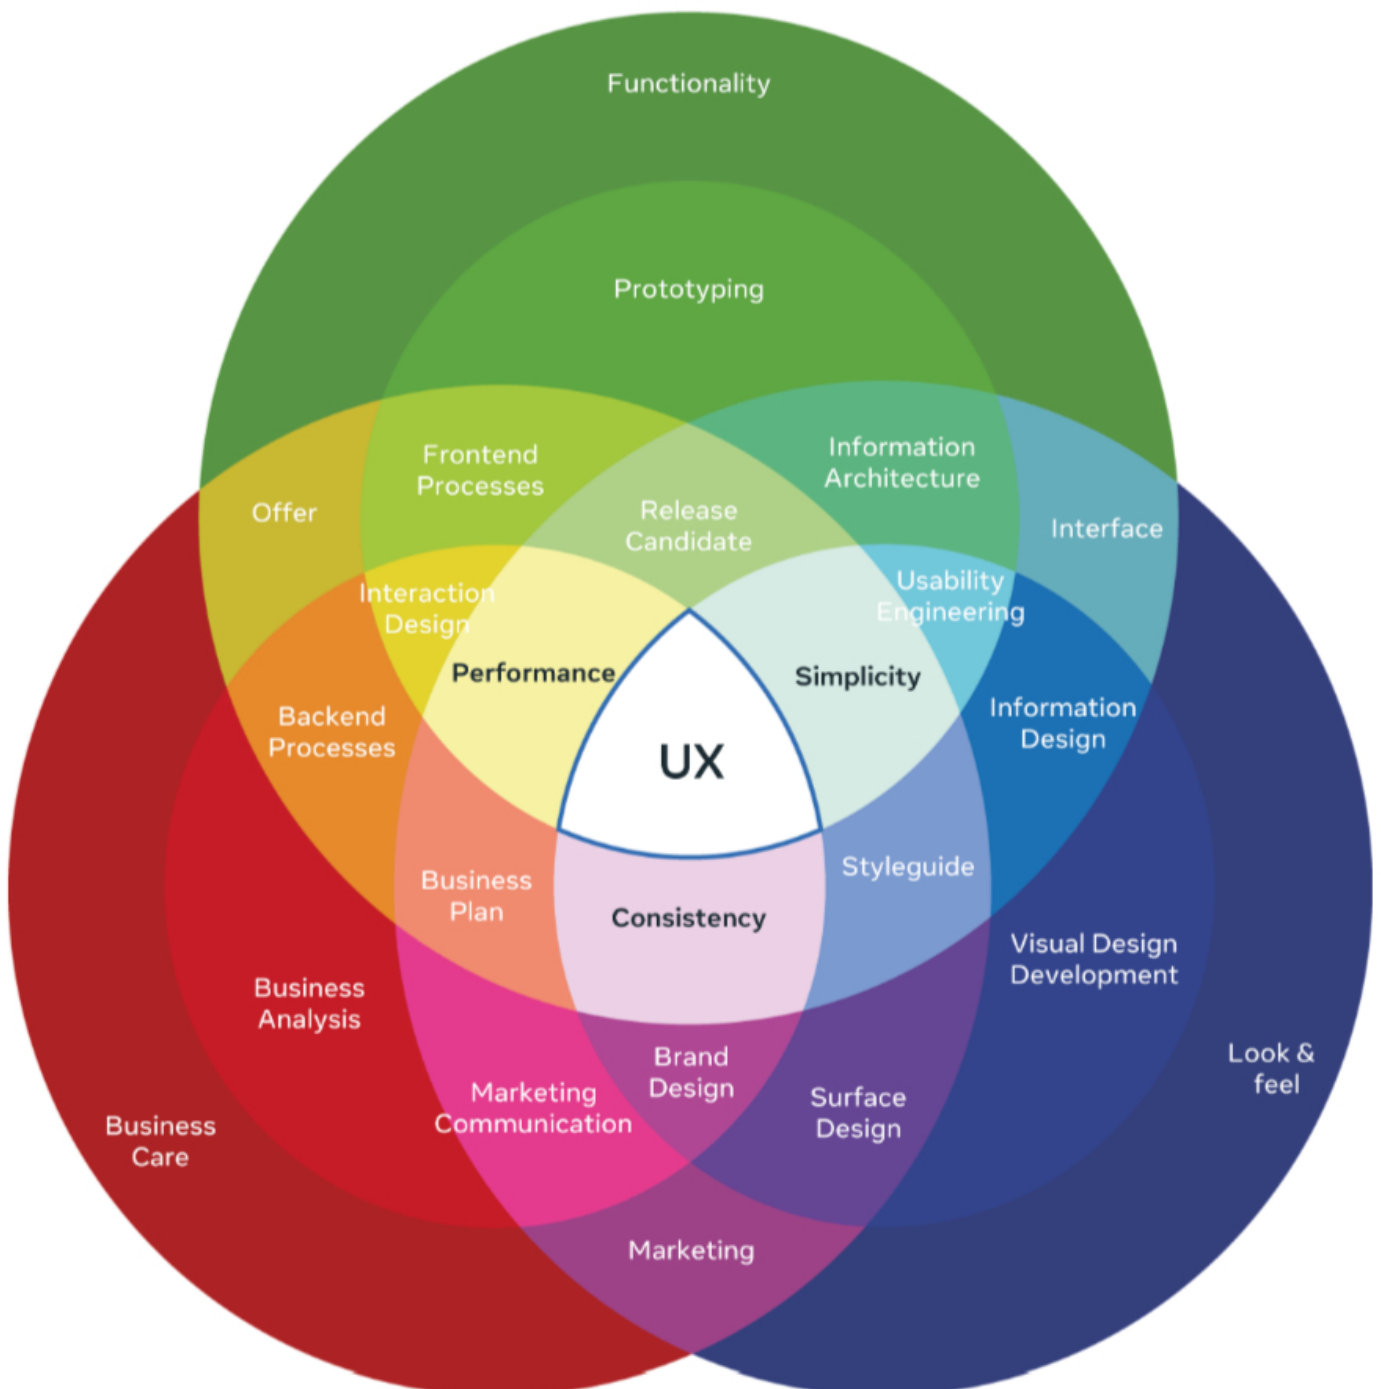 Functionality
Prototyping
Frontend
Processes
Information
Architecture
Offer
Release
Candidate
Interface
Interaction
Design
Usability
Engineering
Performance
Simplicity
Backend
Processes
Information
Design
UX
Business
Plan
Styleguide
Consistency
Visual Design
Development
Business
Analysis
Brand
Design
Look &
feel
Marketing
Communication
Surface
Design
Business
Care
Marketing